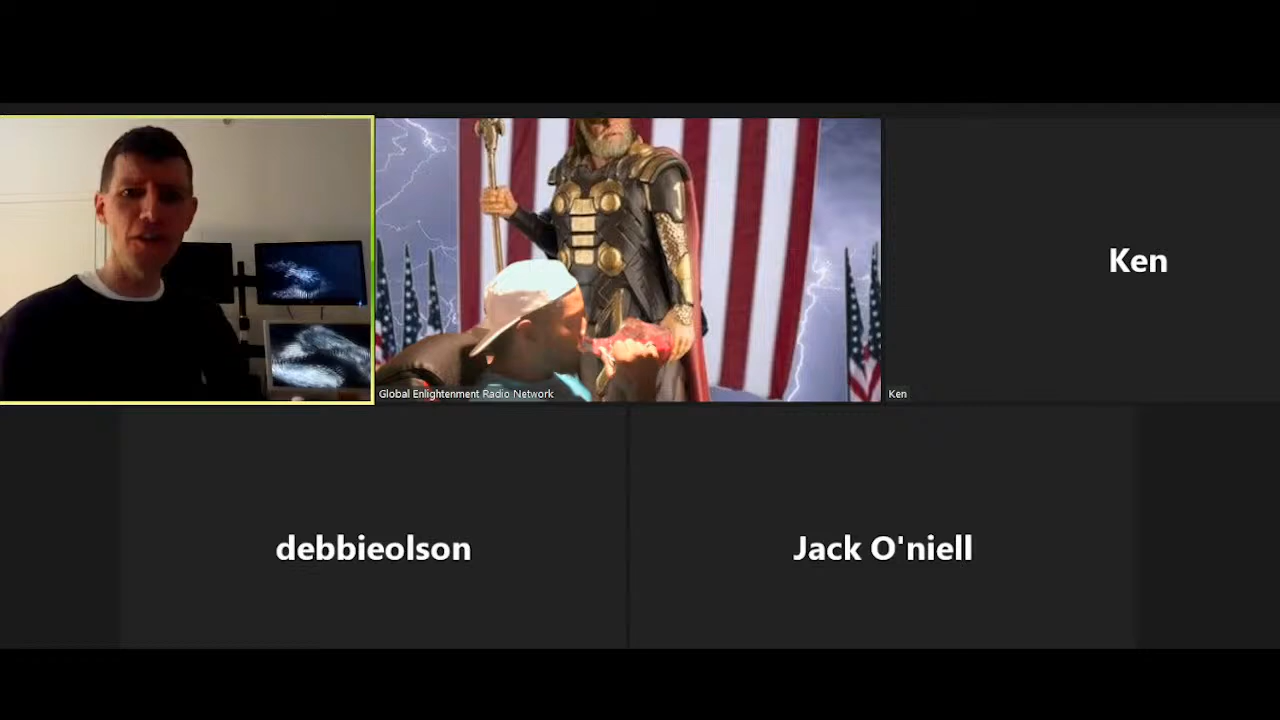 Ken
Global Enlightenment Radio Network
Ken
debbieolson
Jack O'niell